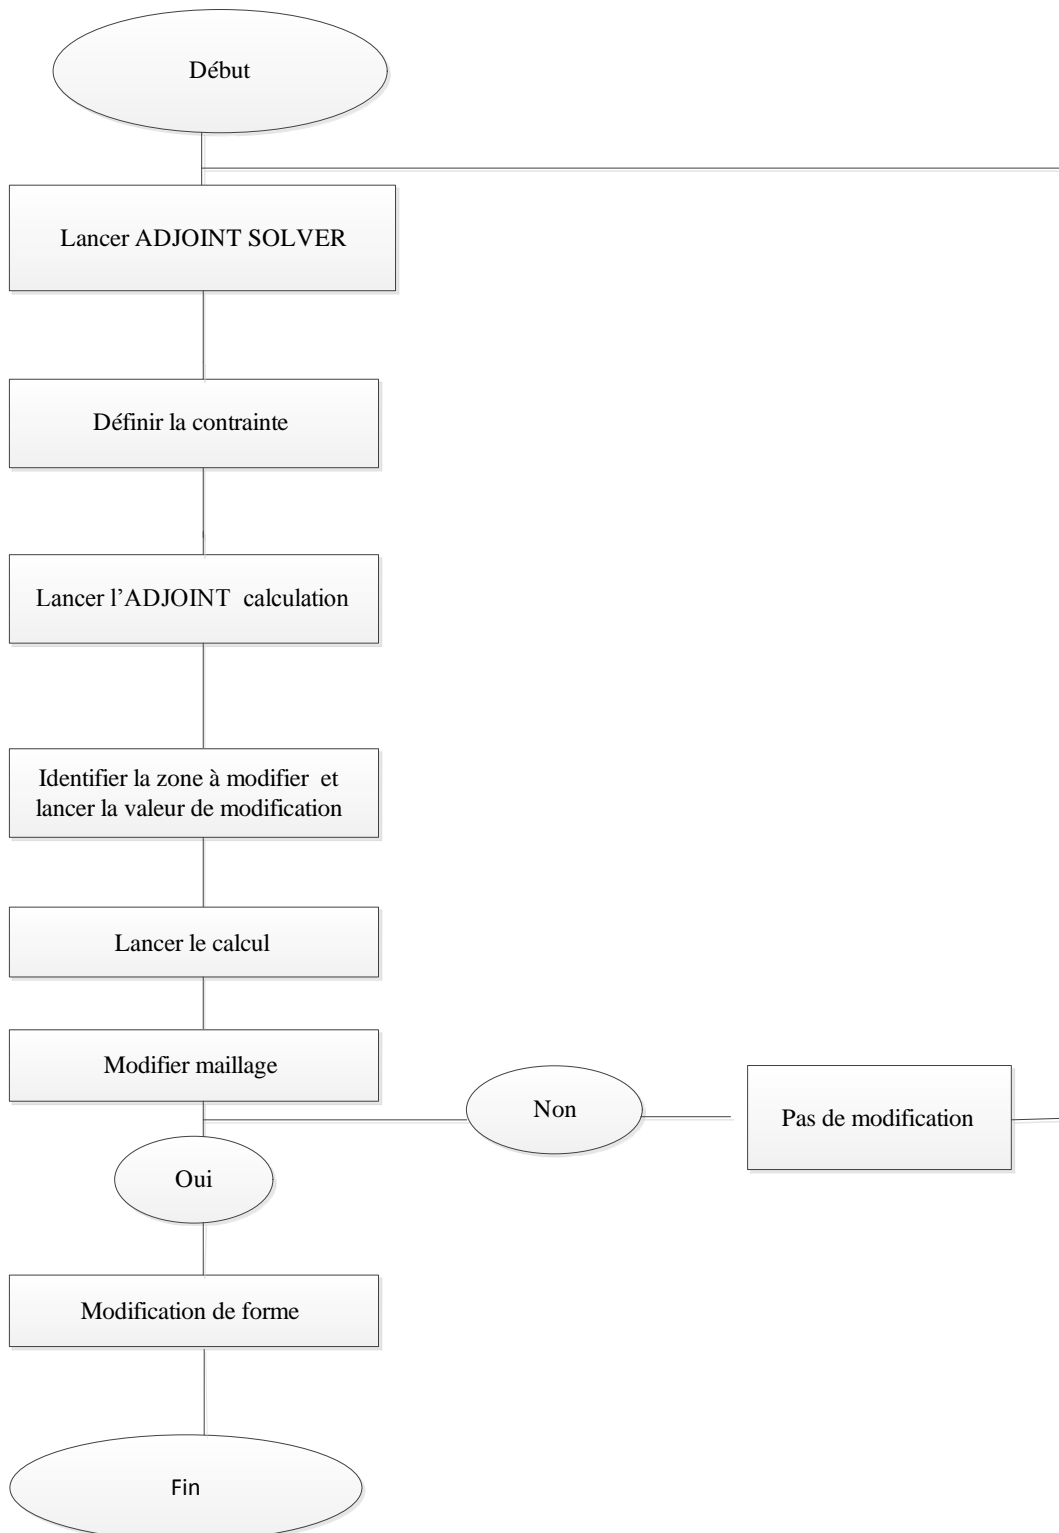 Début
Lancer ADJOINT SOLVER
Définir la contrainte
Lancer l’ADJOINT calculation
Identifier la zone à modifier et
lancer la valeur de modification
Lancer le calcul
Modifier maillage
Non
Pas de modification
Oui
Modification de forme
Fin